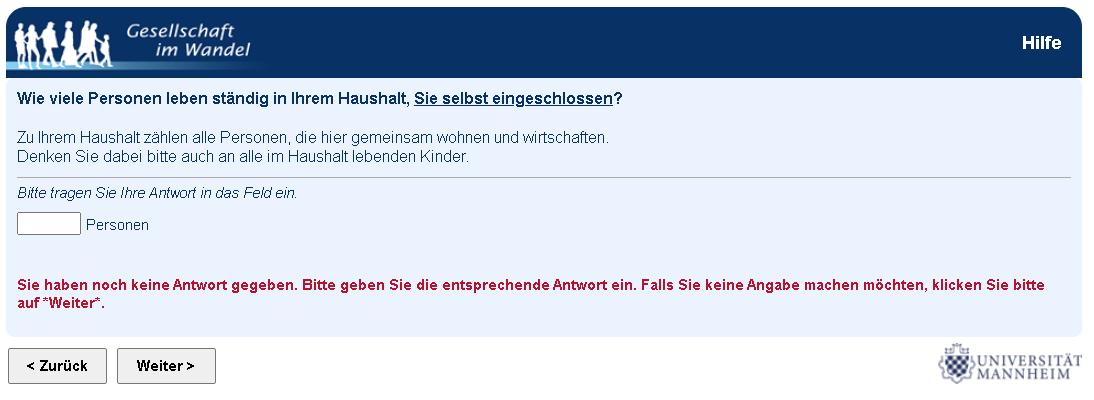 Gesellschaft
im Wandel
Hilfe
Wie viele Personen leben ständig in Ihrem Haushalt, Sie selbst eingeschlossen?
Zu Ihrem Haushalt zählen alle Personen, die hier gemeinsam wohnen und wirtschaften.
Denken Sie dabei bitte auch an alle im Haushalt lebenden Kinder.
Bitte tragen Sie Ihre Antwort in das Feld ein.
Personen
Sie haben noch keine Antwort gegeben. Bitte geben Sie die entsprechende Antwort ein. Falls Sie keine Angabe machen möchten, klicken Sie bitte
auf *Weiter*.
< Zurück
Weiter >
UNIVERSITÄT
MANNHEIM